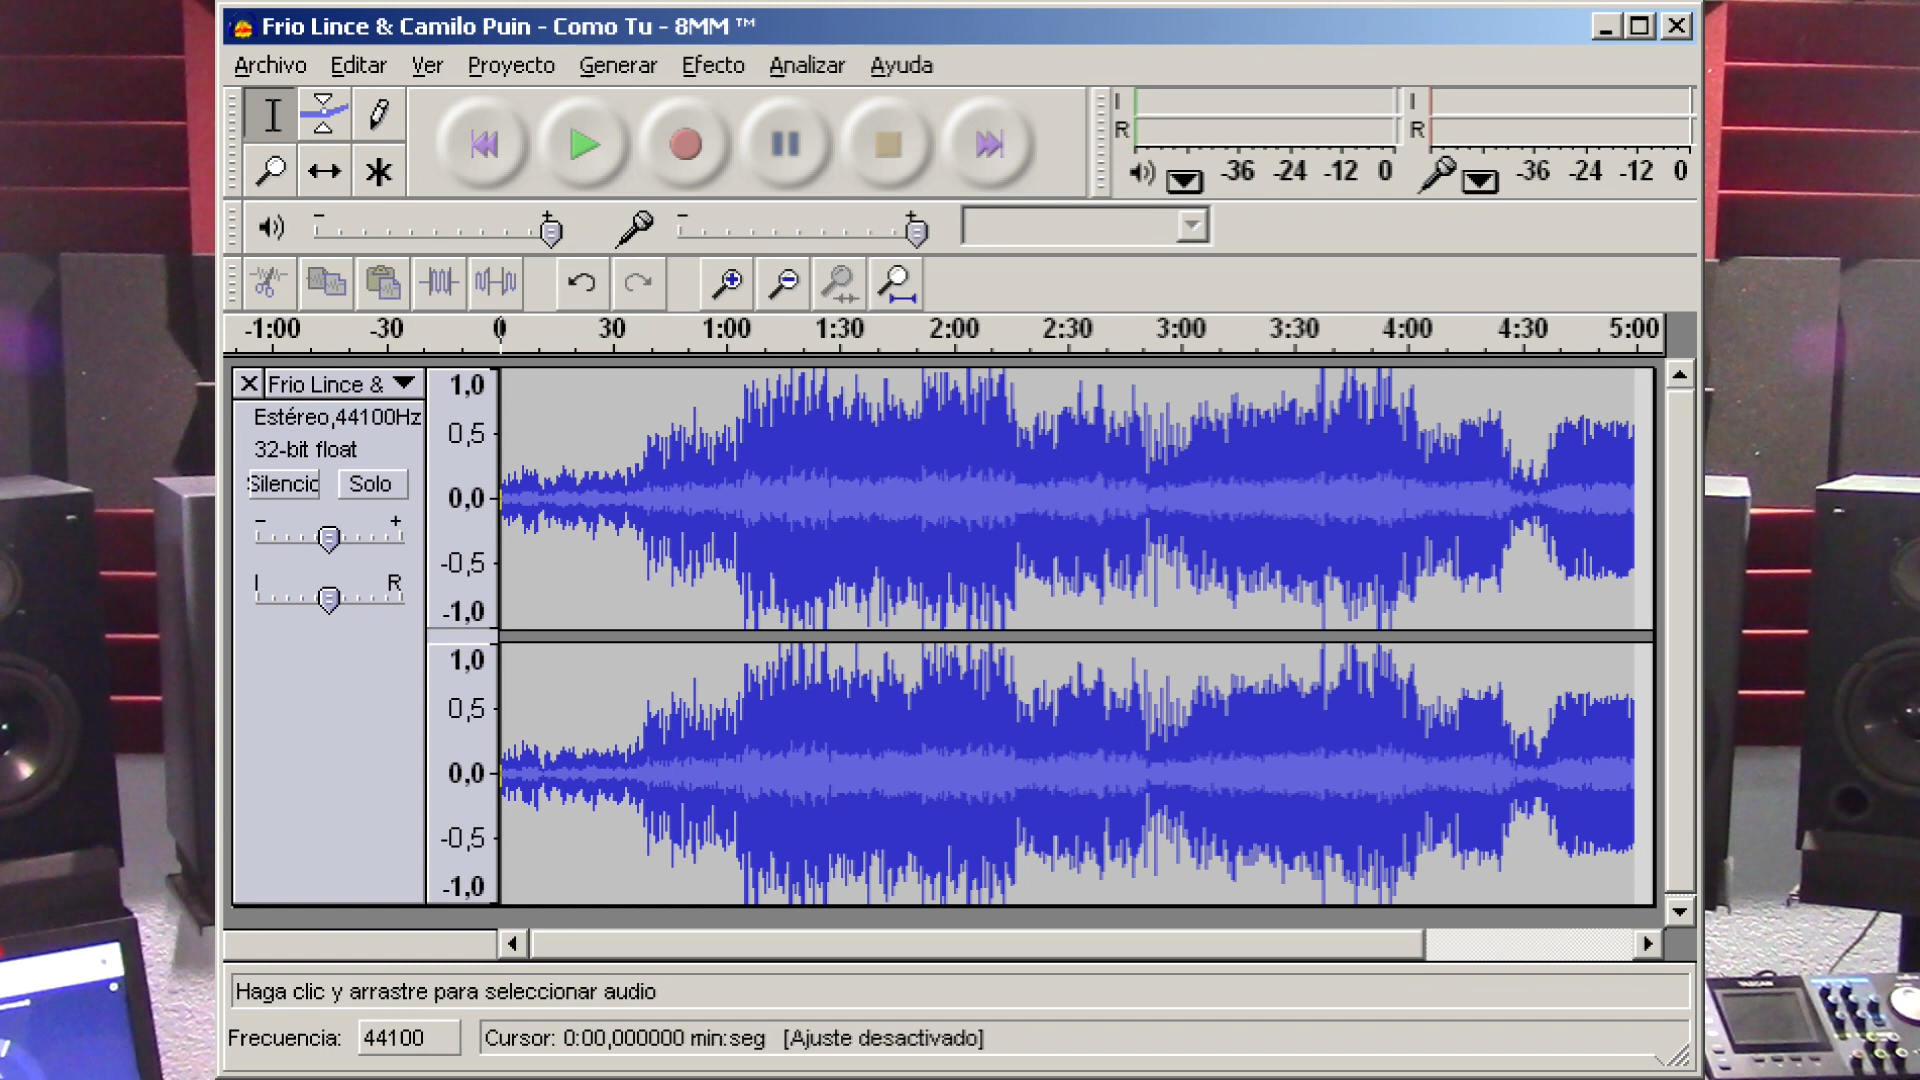 Frio Lince & Camilo Puin - Como Tu - 8MM ™
Archivo Editar Ver Proyecto Generar Efecto Analizar Ayuda
I I
R R
-36 -24 -12 0 -36 -24 -12 0
- + - +
-1:00 -30 0 30 1:00 1:30 2:00 2:30 3:00 3:30 4:00 4:30 5:00
Frio Lince &
Estéreo,44100Hz
32-bit float
Silencio Solo
- +
I R
1,0
0,5
0,0
-0,5
-1,0
1,0
0,5
0,0
-0,5
-1,0
Haga clic y arrastre para seleccionar audio
Frecuencia: 44100 Cursor: 0:00,000000 min:seg [Ajuste desactivado]
TASCAM